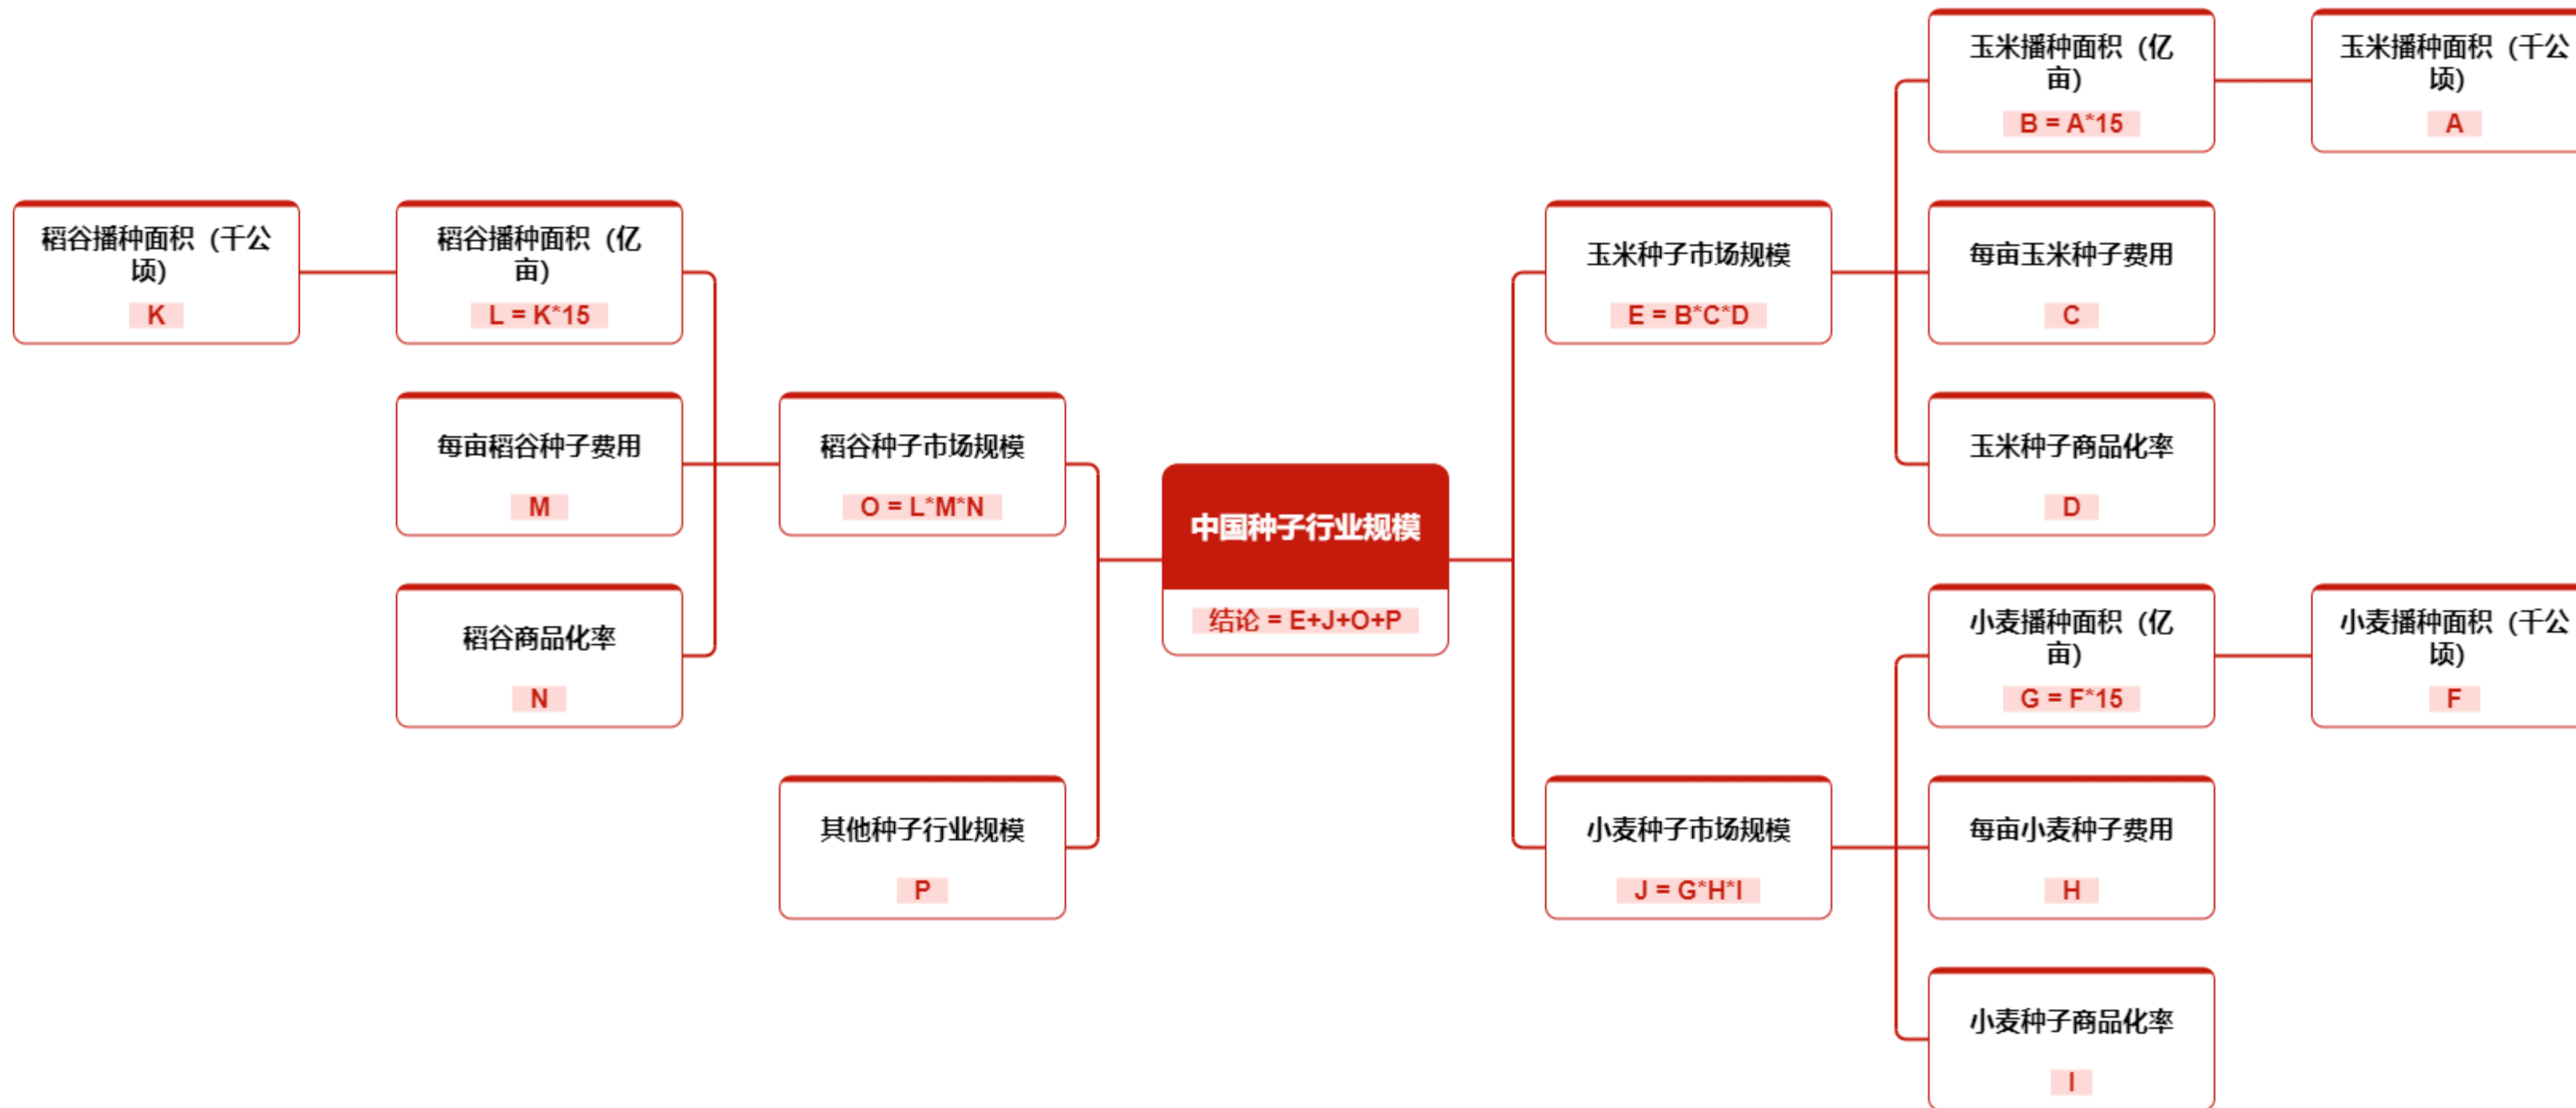 稻谷播种面积（千公
顷）
K
稻谷播种面积（亿
亩）
L = K*15
每亩稻谷种子费用
M
稻谷商品化率
N
稻谷种子市场规模
O = L*M*N
其他种子行业规模
P
中国种子行业规模
结论 = E+J+O+P
玉米种子市场规模
E = B*C*D
玉米播种面积（亿
亩）
B = A*15
玉米播种面积（千公
顷）
A
每亩玉米种子费用
C
玉米种子商品化率
D
小麦种子市场规模
J = G*H*I
小麦播种面积（亿
亩）
G = F*15
小麦播种面积（千公
顷）
F
每亩小麦种子费用
H
小麦种子商品化率
I